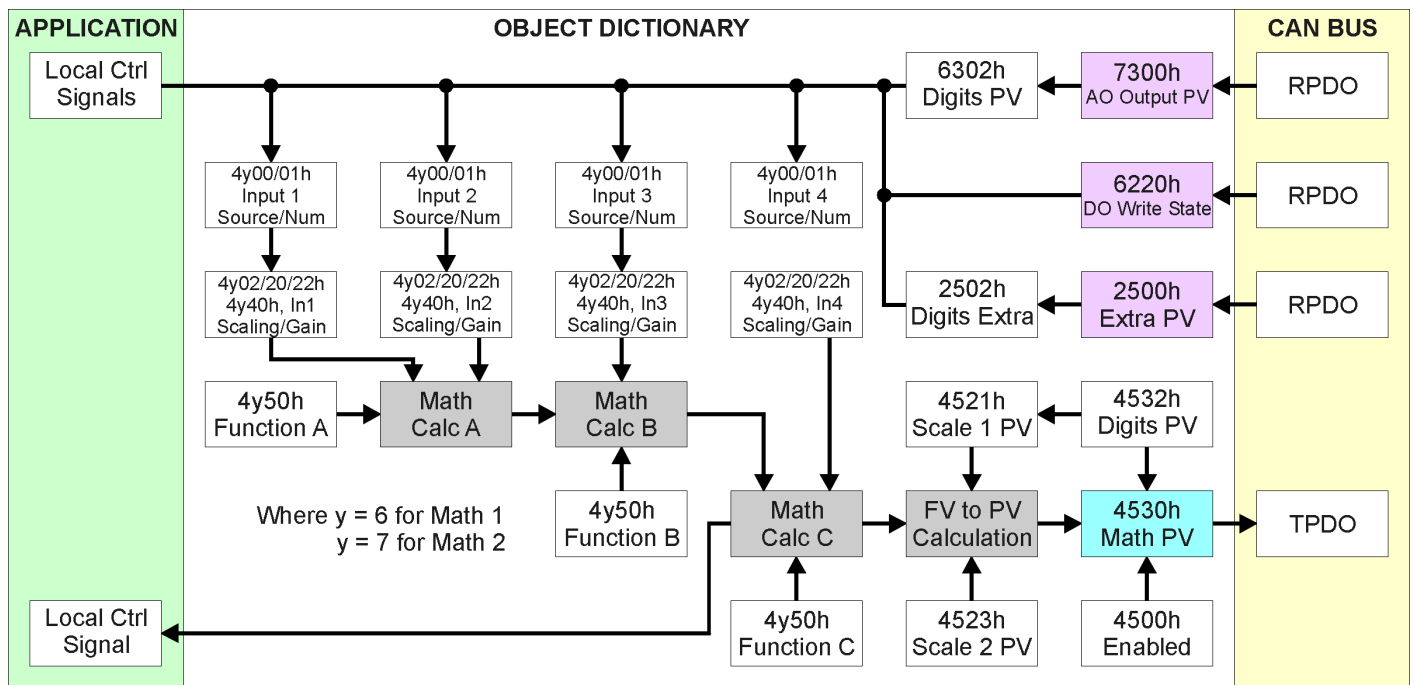 APPLICATION
OBJECT DICTIONARY
CAN BUS
Local Ctrl
Signals
6302h
Digits PV
7300h
AO Output PV
RPDO
4y00/01h
Input 1
Source/Num
4y00/01h
Input 2
Source/Num
4y00/01h
Input 3
Source/Num
4y00/01h
Input 4
Source/Num
6220h
DO Write State
RPDO
4y02/20/22h
4y40h, In1
Scaling/Gain
4y02/20/22h
4y40h, In2
Scaling/Gain
4y02/20/22h
4y40h, In3
Scaling/Gain
4y02/20/22h
4y40h, In4
Scaling/Gain
2502h
Digits Extra
2500h
Extra PV
RPDO
4y50h
Function A
Math
Calc A
Math
Calc B
4521h
Scale 1 PV
4532h
Digits PV
Where y = 6 for Math 1
y = 7 for Math 2
4y50h
Function B
Math
Calc C
FV to PV
Calculation
4530h
Math PV
TPDO
Local Ctrl
Signal
4y50h
Function C
4523h
Scale 2 PV
4500h
Enabled